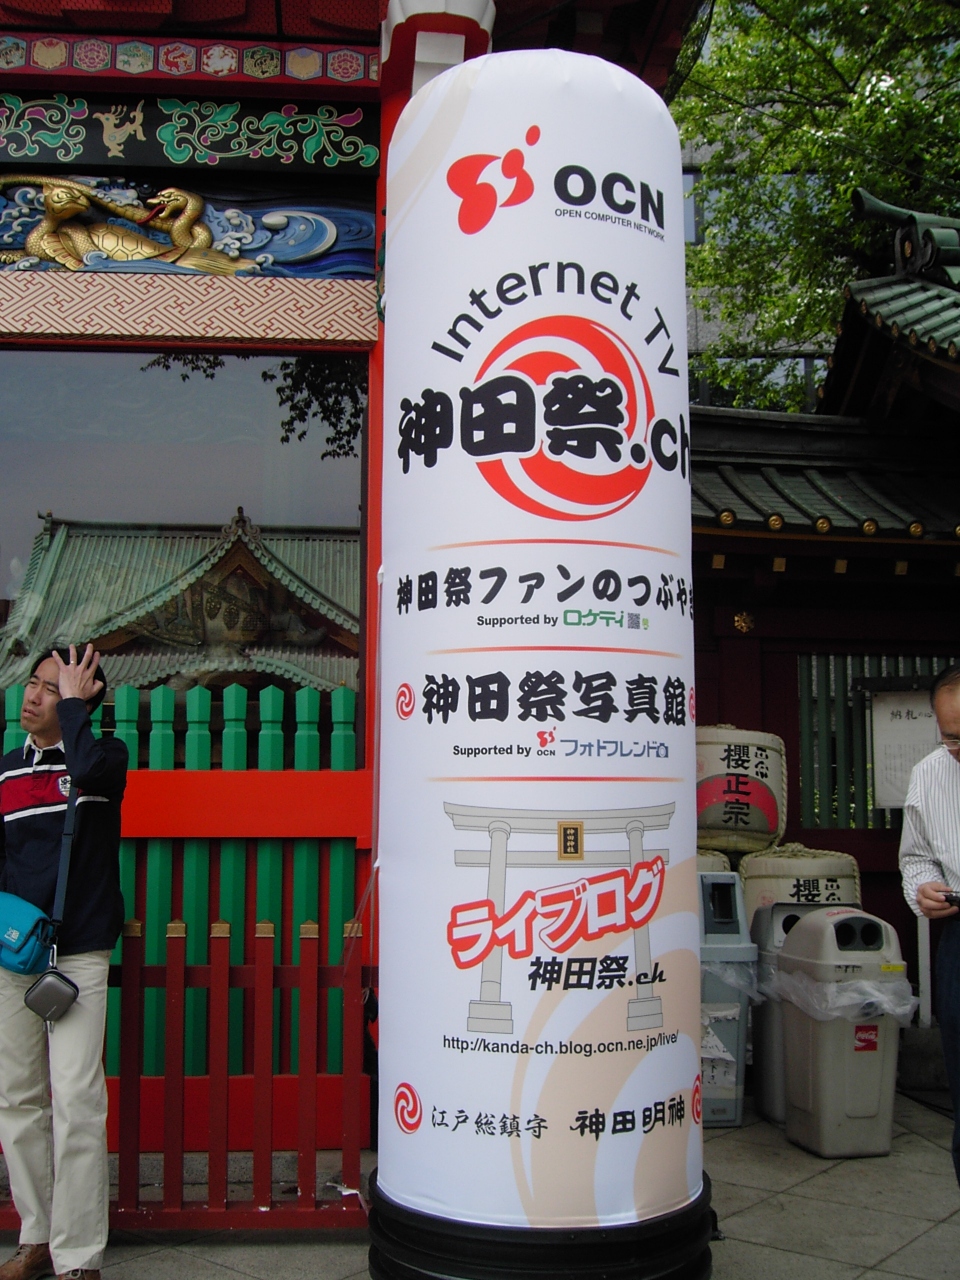 OCN
OPEN COMPUTER NETWORK
Internet TV
神田祭.ch
神田祭ファンのつぶやき
Supported by ロケティ
神田祭写真館
Supported by OCN フォトフレンド
神田神社
ライブログ
神田祭.ch
http://kanda-ch.blog.ocn.ne.jp/live/
江戸総鎮守 神田明神
櫻正宗
櫻
Coca-Cola